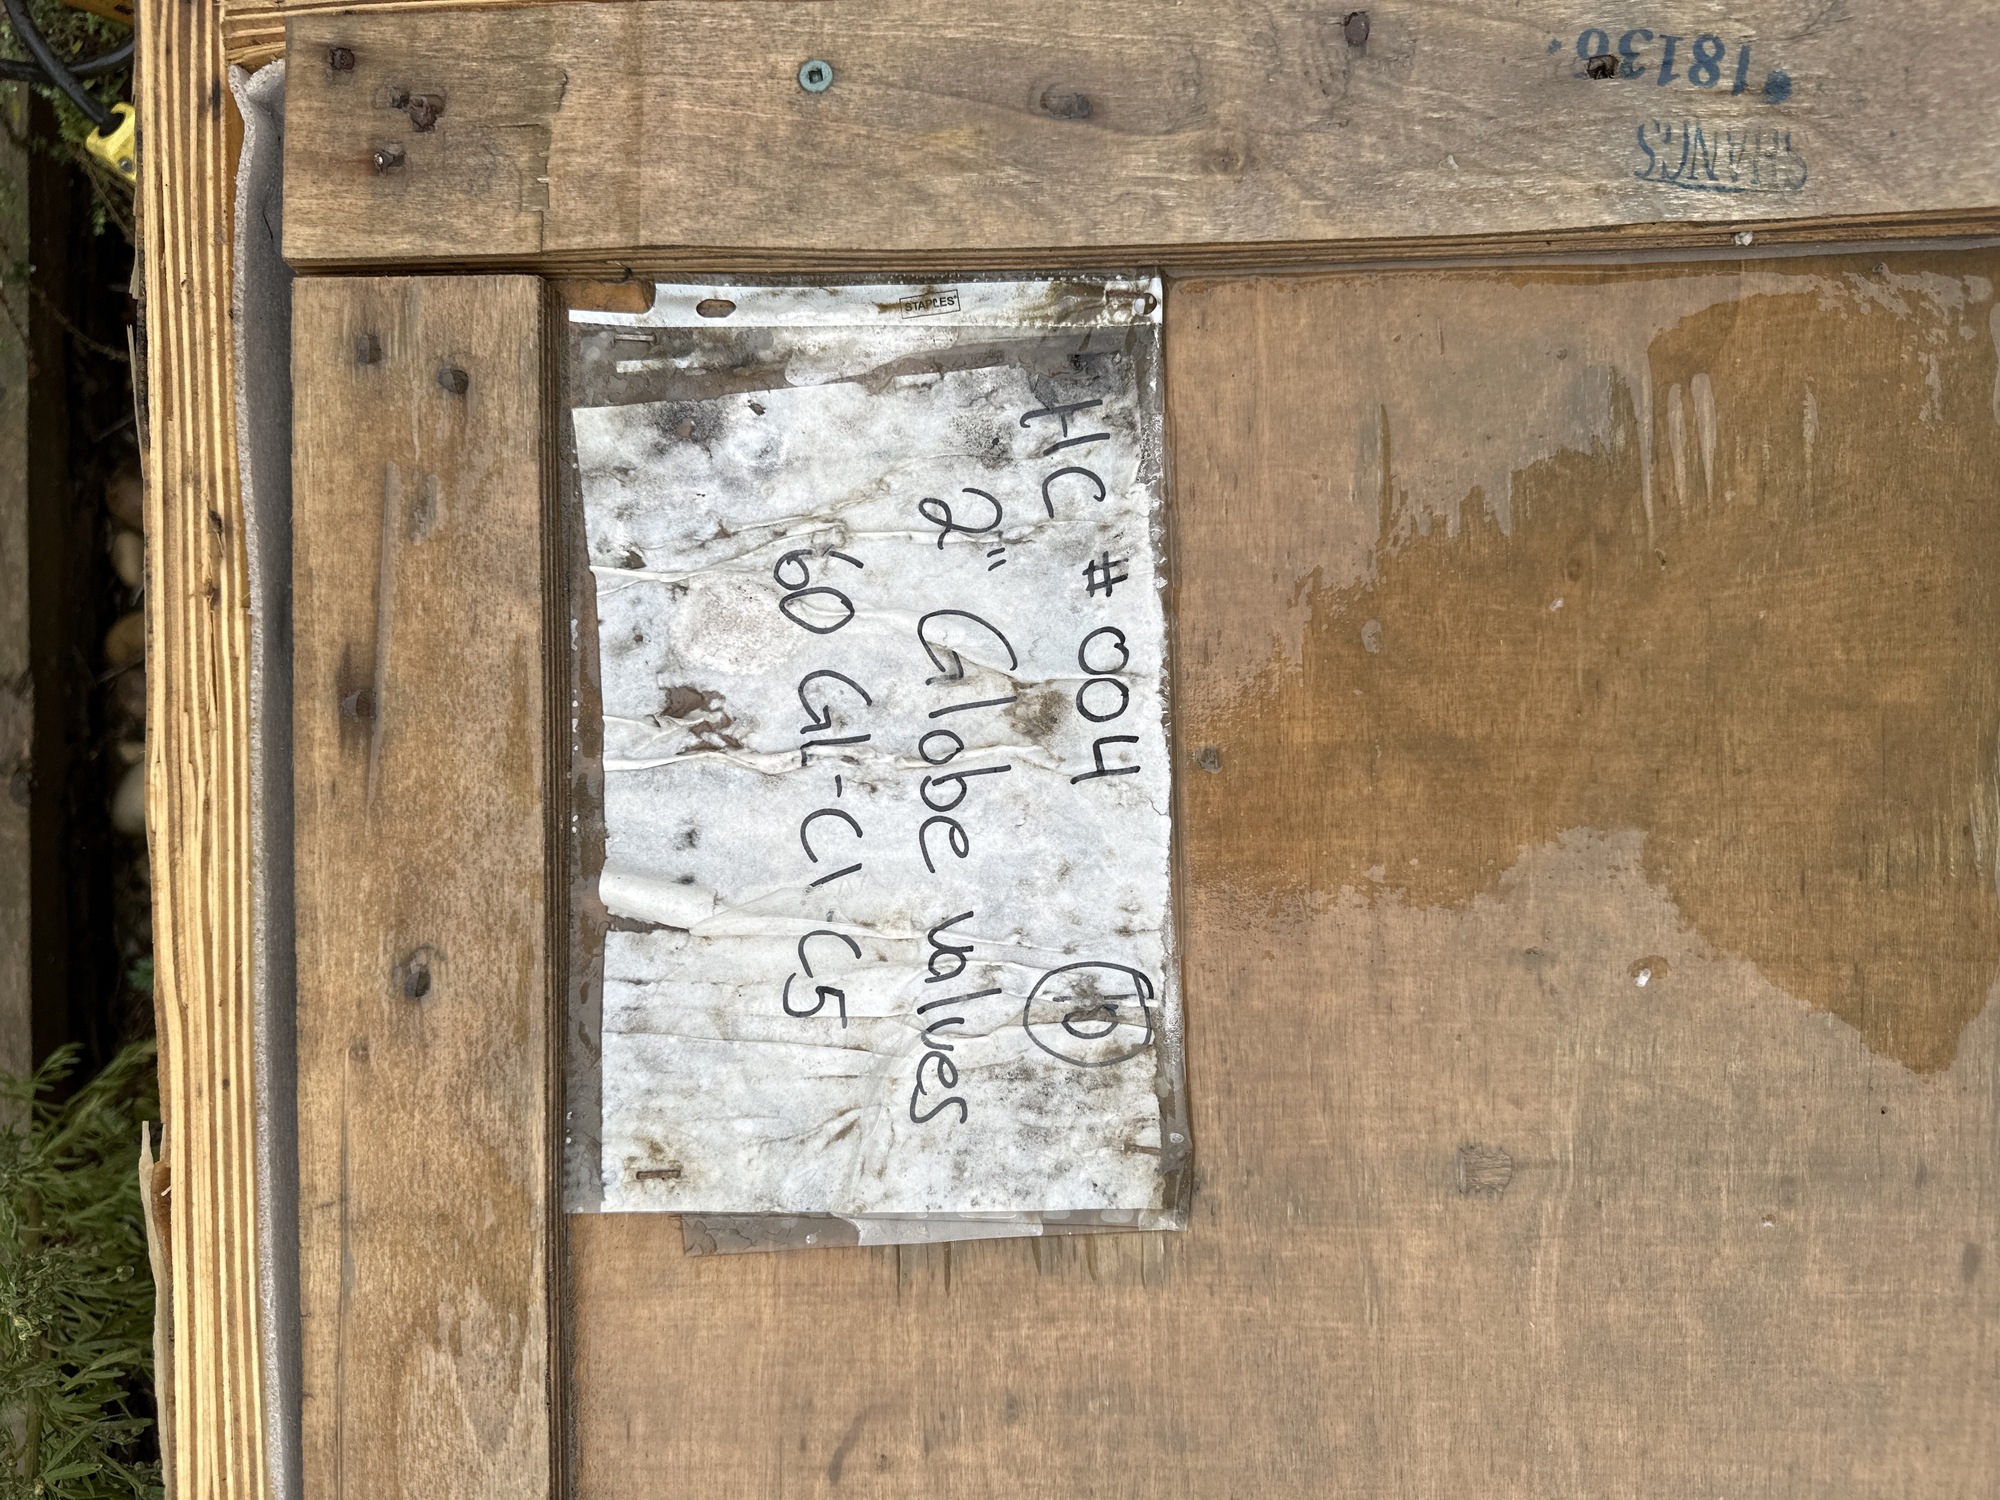 18136
STAPLES
HC # 004 10
2" Globe valves
'60 GL-C1-C5